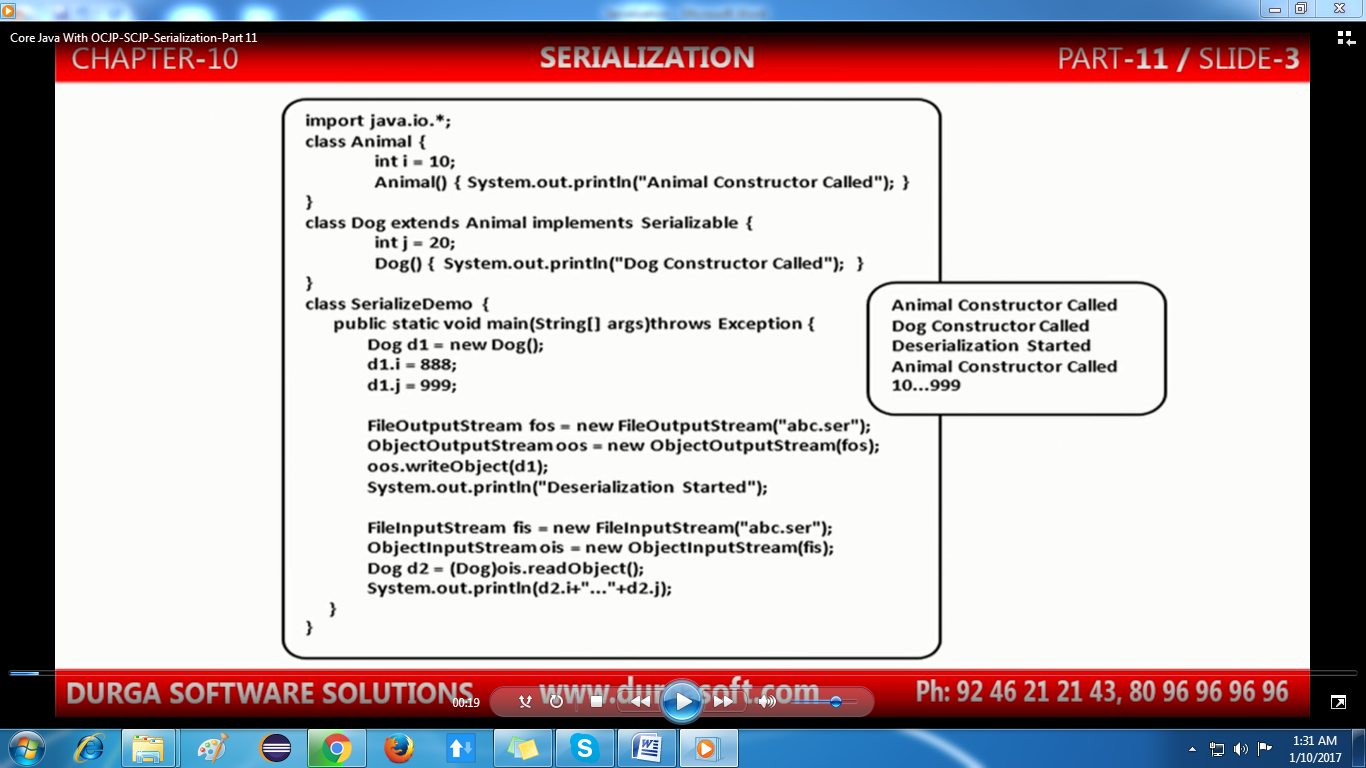 Core Java With OCJP-SCJP-Serialization-Part 11
CHAPTER-10
SERIALIZATION
PART-11 / SLIDE-3
import java.io.*;
class Animal {
int i = 10;
Animal() { System.out.println("Animal Constructor Called"); }
}
class Dog extends Animal implements Serializable {
int j = 20;
Dog() { System.out.println("Dog Constructor Called"); }
}
class SerializeDemo {
public static void main(String[] args)throws Exception {
Dog d1 = new Dog();
d1.i = 888;
d1.j = 999;
FileOutputStream fos = new FileOutputStream("abc.ser");
ObjectOutputStream oos = new ObjectOutputStream(fos);
oos.writeObject(d1);
System.out.println("Deserialization Started");
FileInputStream fis = new FileInputStream("abc.ser");
ObjectInputStream ois = new ObjectInputStream(fis);
Dog d2 = (Dog)ois.readObject();
System.out.println(d2.i+"..."+d2.j);
}
}
Animal Constructor Called
Dog Constructor Called
Deserialization Started
Animal Constructor Called
10...999
DURGA SOFTWARE SOLUTIONS
www.durgasoft.com
Ph: 92 46 21 21 43, 80 96 96 96 96
00:19
1:31 AM
1/10/2017